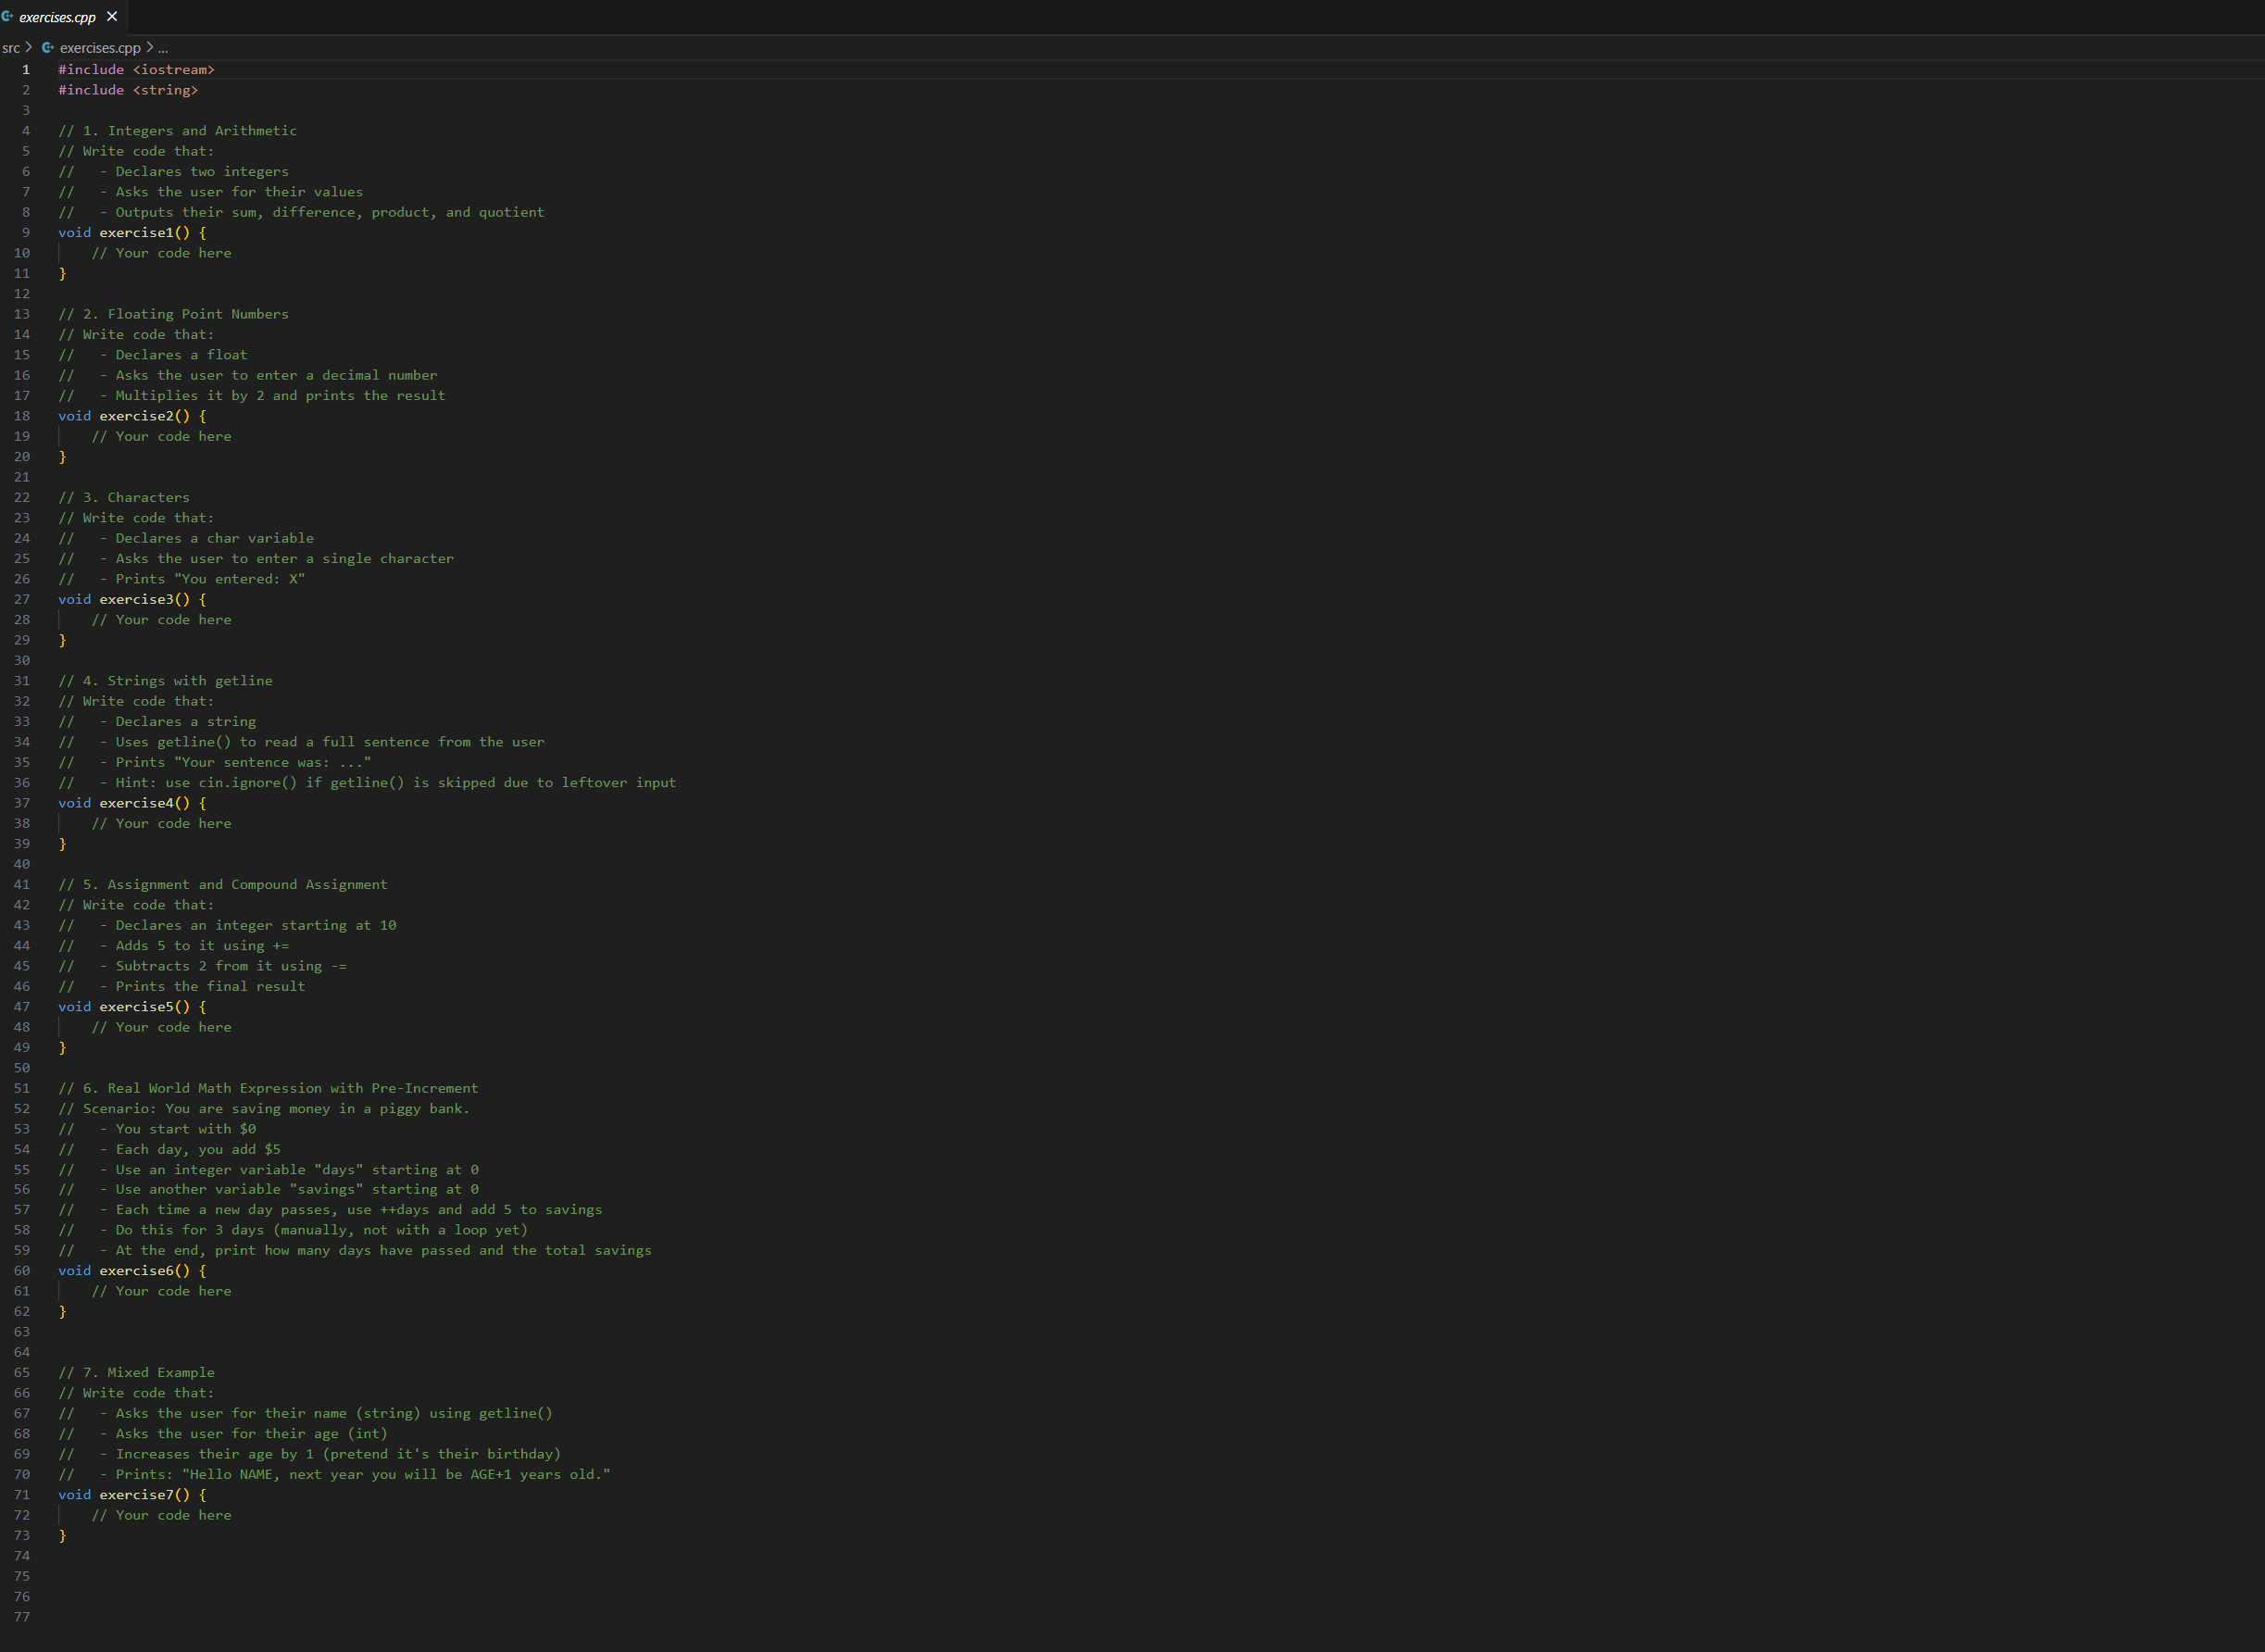 exercises.cpp
src > exercises.cpp > ...
1 #include <iostream>
2 #include <string>
3
4 // 1. Integers and Arithmetic
5 // Write code that:
6 //   - Declares two integers
7 //   - Asks the user for their values
8 //   - Outputs their sum, difference, product, and quotient
9 void exercise1() {
10     // Your code here
11 }
12
13 // 2. Floating Point Numbers
14 // Write code that:
15 //   - Declares a float
16 //   - Asks the user to enter a decimal number
17 //   - Multiplies it by 2 and prints the result
18 void exercise2() {
19     // Your code here
20 }
21
22 // 3. Characters
23 // Write code that:
24 //   - Declares a char variable
25 //   - Asks the user to enter a single character
26 //   - Prints "You entered: X"
27 void exercise3() {
28     // Your code here
29 }
30
31 // 4. Strings with getline
32 // Write code that:
33 //   - Declares a string
34 //   - Uses getline() to read a full sentence from the user
35 //   - Prints "Your sentence was: ..."
36 //   - Hint: use cin.ignore() if getline() is skipped due to leftover input
37 void exercise4() {
38     // Your code here
39 }
40
41 // 5. Assignment and Compound Assignment
42 // Write code that:
43 //   - Declares an integer starting at 10
44 //   - Adds 5 to it using +=
45 //   - Subtracts 2 from it using -=
46 //   - Prints the final result
47 void exercise5() {
48     // Your code here
49 }
50
51 // 6. Real World Math Expression with Pre-Increment
52 // Scenario: You are saving money in a piggy bank.
53 //   - You start with $0
54 //   - Each day, you add $5
55 //   - Use an integer variable "days" starting at 0
56 //   - Use another variable "savings" starting at 0
57 //   - Each time a new day passes, use ++days and add 5 to savings
58 //   - Do this for 3 days (manually, not with a loop yet)
59 //   - At the end, print how many days have passed and the total savings
60 void exercise6() {
61     // Your code here
62 }
63
64
65 // 7. Mixed Example
66 // Write code that:
67 //   - Asks the user for their name (string) using getline()
68 //   - Asks the user for their age (int)
69 //   - Increases their age by 1 (pretend it's their birthday)
70 //   - Prints: "Hello NAME, next year you will be AGE+1 years old."
71 void exercise7() {
72     // Your code here
73 }
74
75
76
77